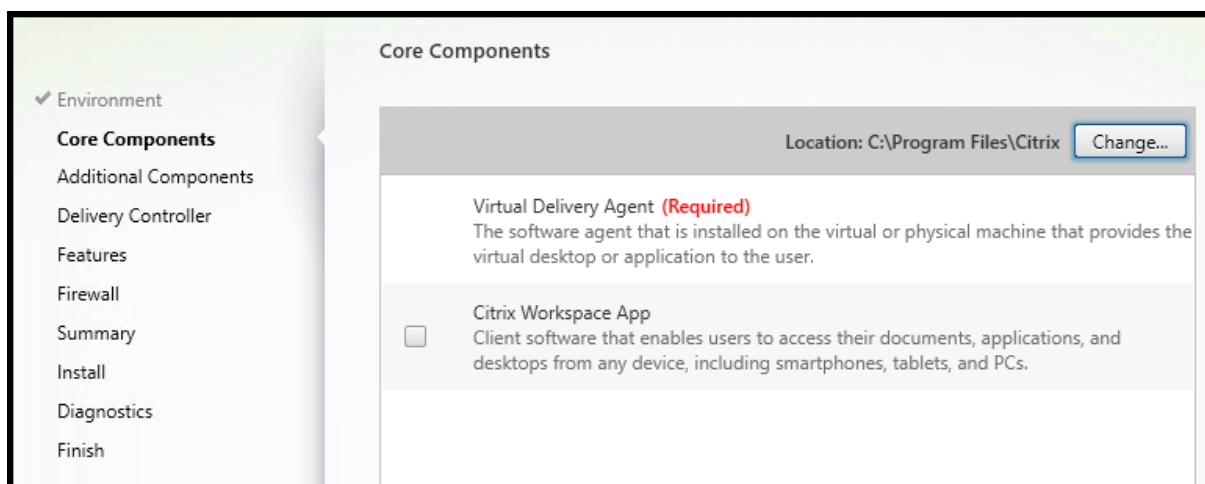 Core Components
Environment
Core Components
Additional Components
Delivery Controller
Features
Firewall
Summary
Install
Diagnostics
Finish
Location: C:\Program Files\Citrix Change...
Virtual Delivery Agent (Required)
The software agent that is installed on the virtual or physical machine that provides the
virtual desktop or application to the user.
Citrix Workspace App
Client software that enables users to access their documents, applications, and
desktops from any device, including smartphones, tablets, and PCs.